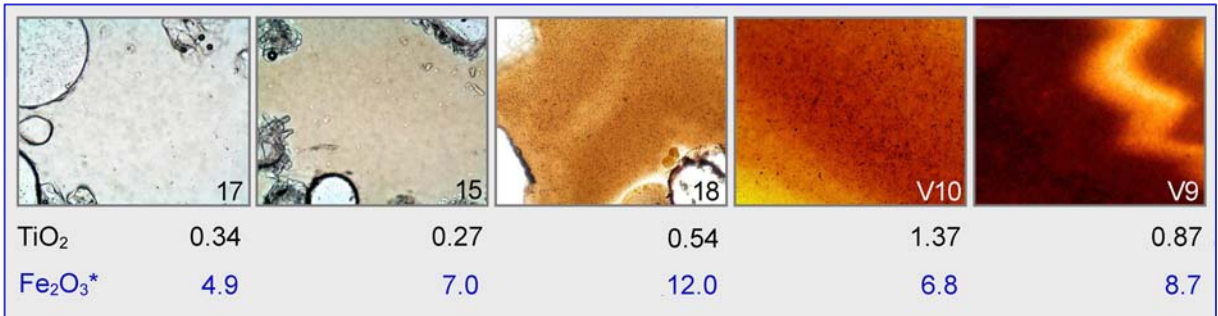 17 15 18 V10 V9
TiO₂ 0.34 0.27 0.54 1.37 0.87
Fe₂O₃* 4.9 7.0 12.0 6.8 8.7